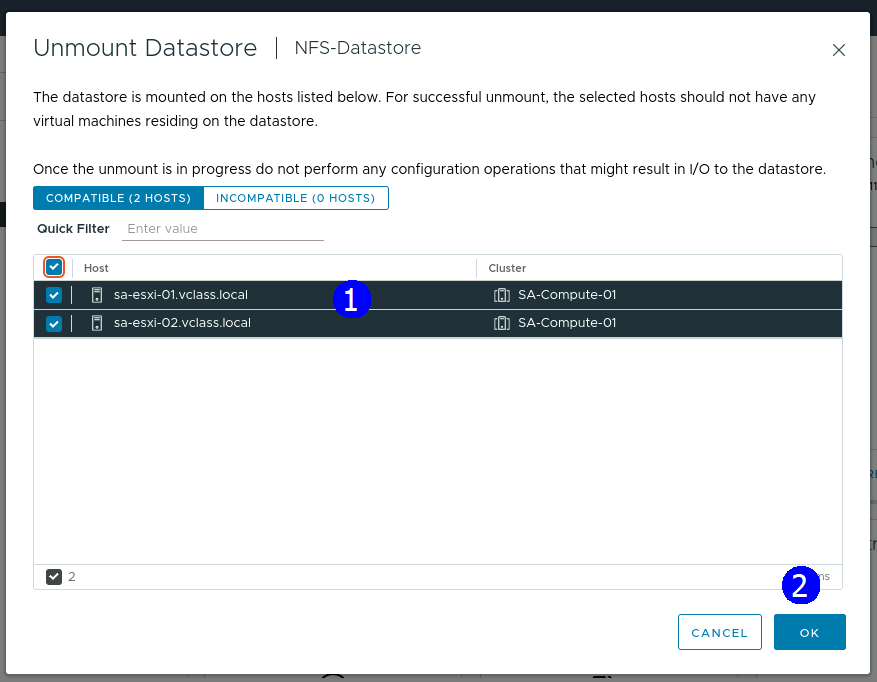 Unmount Datastore | NFS-Datastore
The datastore is mounted on the hosts listed below. For successful unmount, the selected hosts should not have any
virtual machines residing on the datastore.
Once the unmount is in progress do not perform any configuration operations that might result in I/O to the datastore.
COMPATIBLE (2 HOSTS) INCOMPATIBLE (0 HOSTS)
Quick Filter Enter value
Host Cluster
sa-esxi-01.vclass.local 1 SA-Compute-01
sa-esxi-02.vclass.local SA-Compute-01
2
2
CANCEL OK